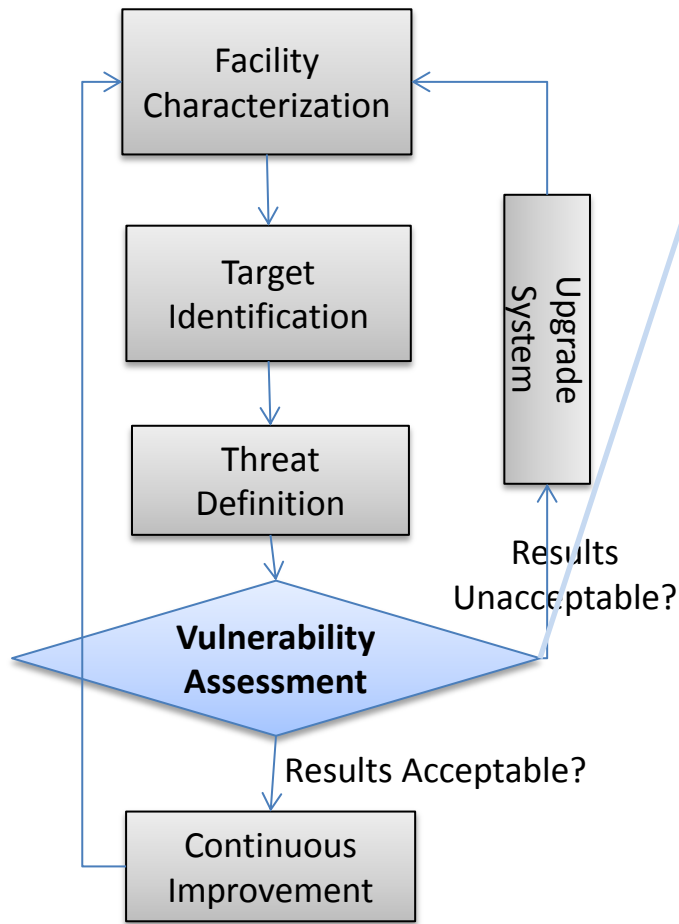 Facility
Characterization
Target
Identification
Upgrade
System
Threat
Definition
Results
Unacceptable?
Vulnerability
Assessment
Results Acceptable?
Continuous
Improvement